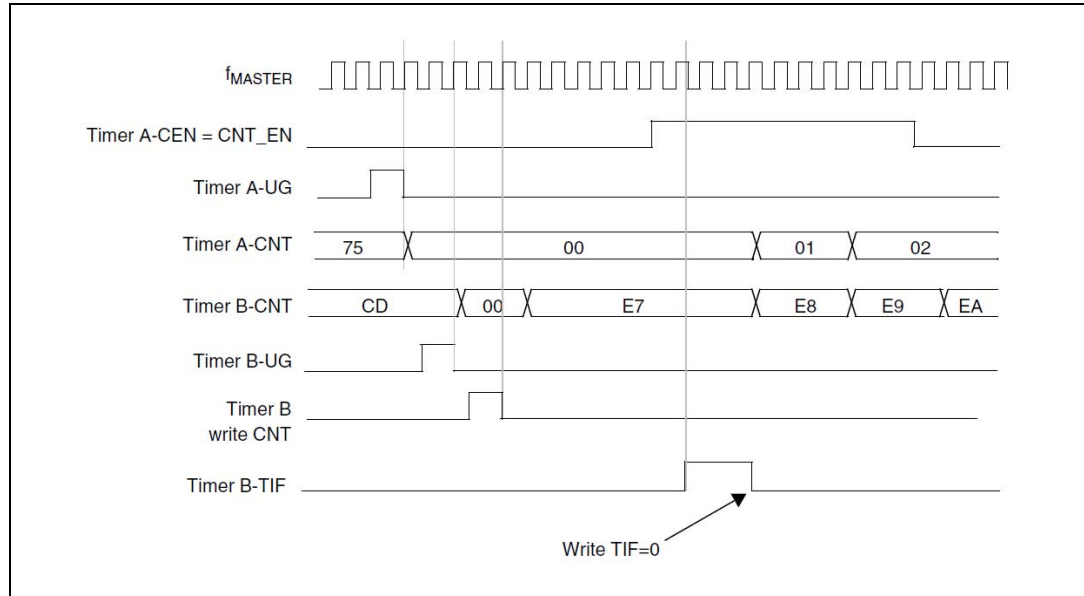 fMASTER
Timer A-CEN = CNT_EN
Timer A-UG
Timer A-CNT 75 00 01 02
Timer B-CNT CD 00 E7 E8 E9 EA
Timer B-UG
Timer B
write CNT
Timer B-TIF
Write TIF=0